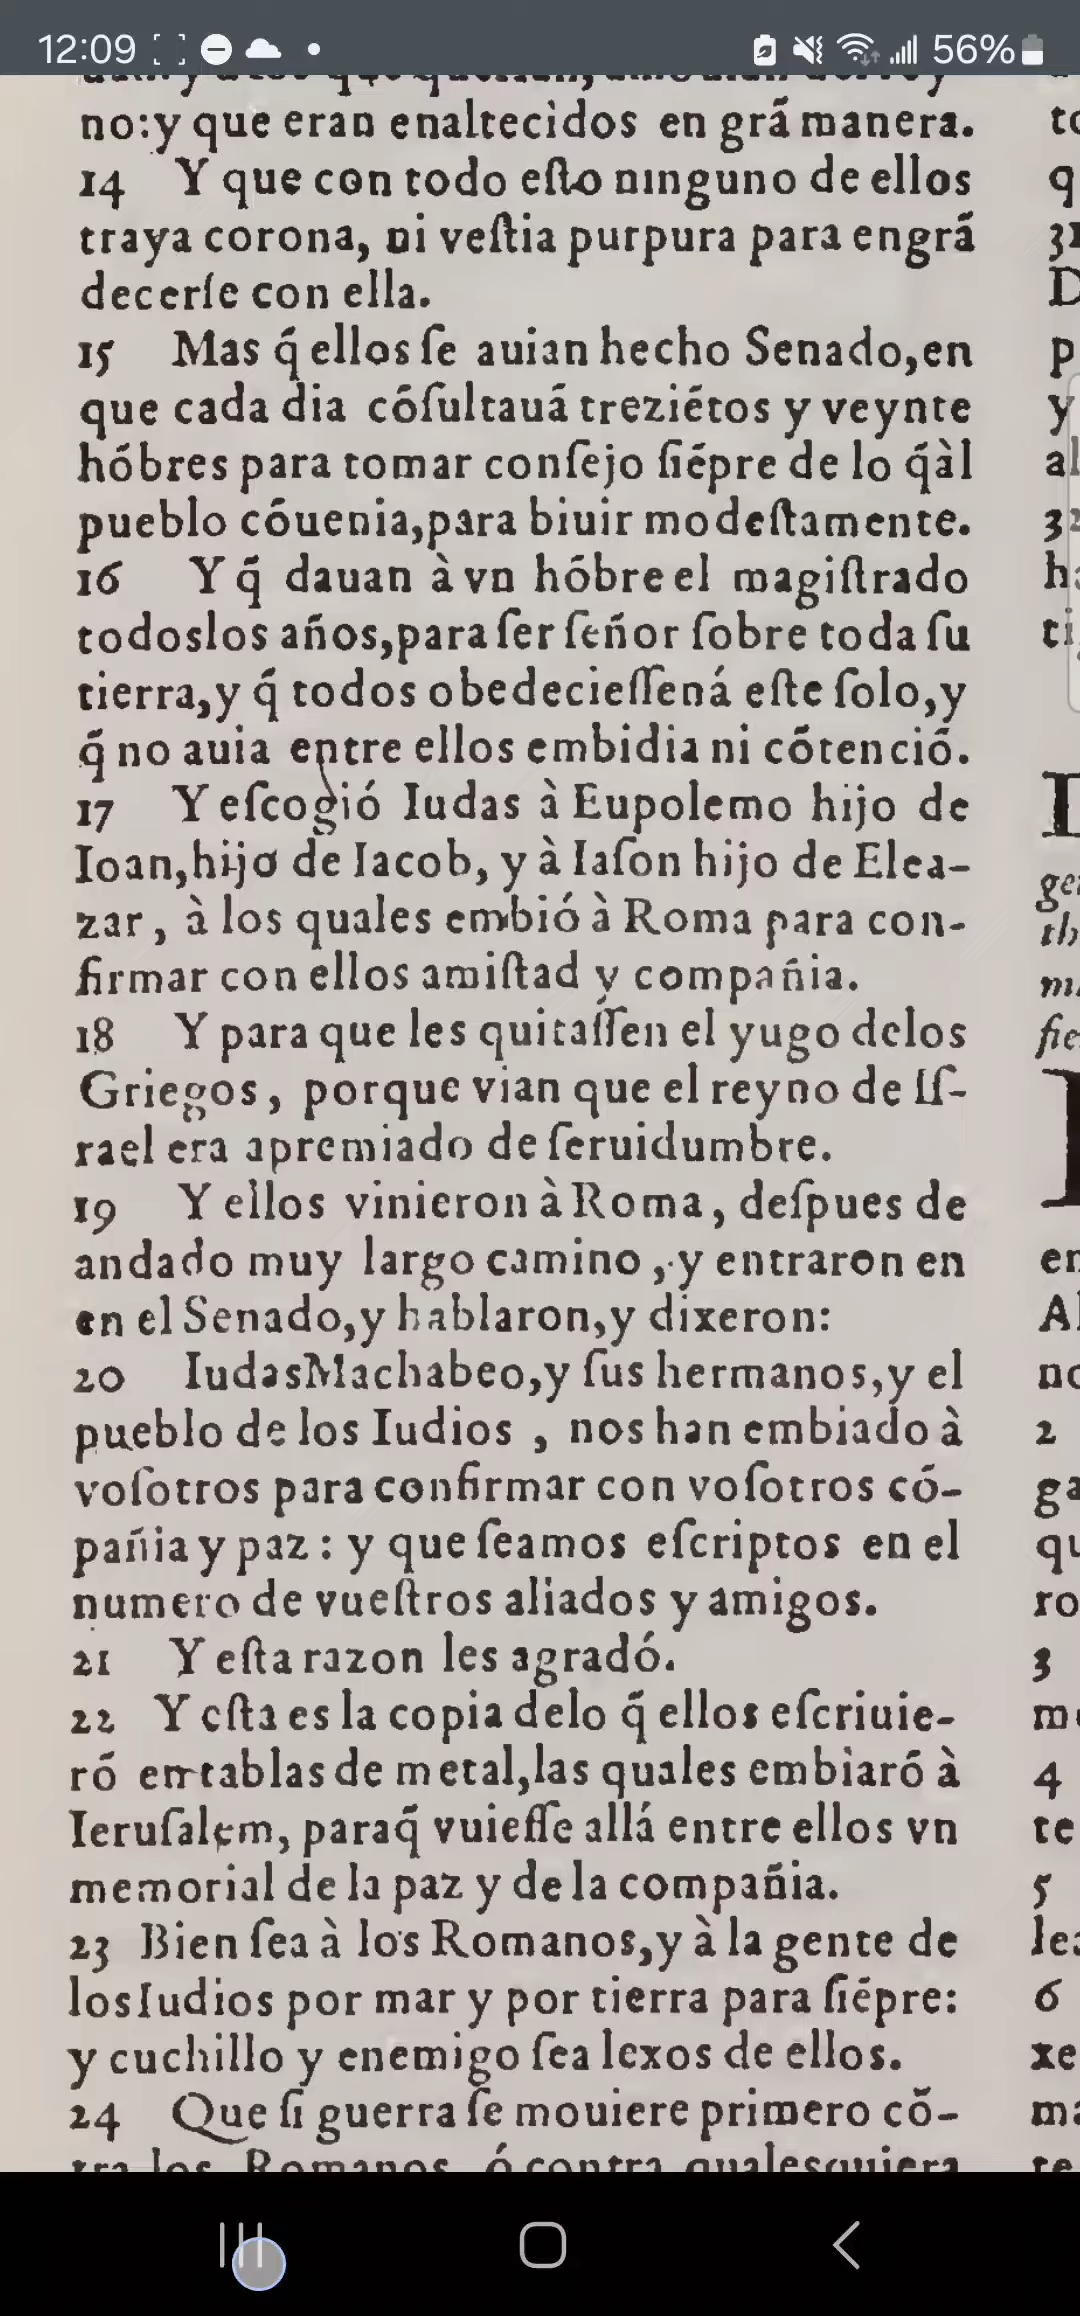 12:09
56%
no:y que eran enaltecidos en grã manera.
14 Y que con todo eſto ninguno de ellos
traya corona, ni veſtia purpura para engrã
decerſe con ella.
15 Mas q̃ ellos ſe auian hecho Senado,en
que cada dia cõſultauã treziẽtos y veynte
hõbres para tomar conſejo ſiẽpre de lo q̃àl
pueblo cõuenia,para biuir modeſtamente.
16 Y q̃ dauan à vn hõbre el magiſtrado
todoslos años,para ſer ſeñor ſobre toda ſu
tierra,y q̃ todos obedecieſſená eſte ſolo,y
q̃ no auia entre ellos embidia ni cõtenciõ.
17 Y eſcogió Iudas à Eupolemo hijo de
Ioan,hijo de Iacob, y à Iaſon hijo de Elea-
zar, à los quales embió à Roma para con-
firmar con ellos amiſtad y compañia.
18 Y para que les quitaſſen el yugo delos
Griegos, porque vian que el reyno de Iſ-
rael era apremiado de ſeruidumbre.
19 Y ellos vinieron à Roma, deſpues de
andado muy largo camino, y entraron en
en el Senado,y hablaron,y dixeron:
20 IudasMachabeo,y ſus hermanos,y el
pueblo de los Iudios, nos han embiado à
voſotros para confirmar con voſotros cõ-
pañia y paz: y que ſeamos eſcriptos en el
numero de vueſtros aliados y amigos.
21 Y eſta razon les agradó.
22 Y eſta es la copia delo q̃ ellos eſcriuie-
rõ en tablas de metal,las quales embiarõ à
Ieruſalem, paraq̃ vuieſſe allá entre ellos vn
memorial de la paz y de la compañia.
23 Bien ſea à los Romanos,y à la gente de
losIudios por mar y por tierra para ſiẽpre:
y cuchillo y enemigo ſea lexos de ellos.
24 Que ſi guerra ſe mouiere primero cõ-
tra los Romanos, ó contra qualesquiera